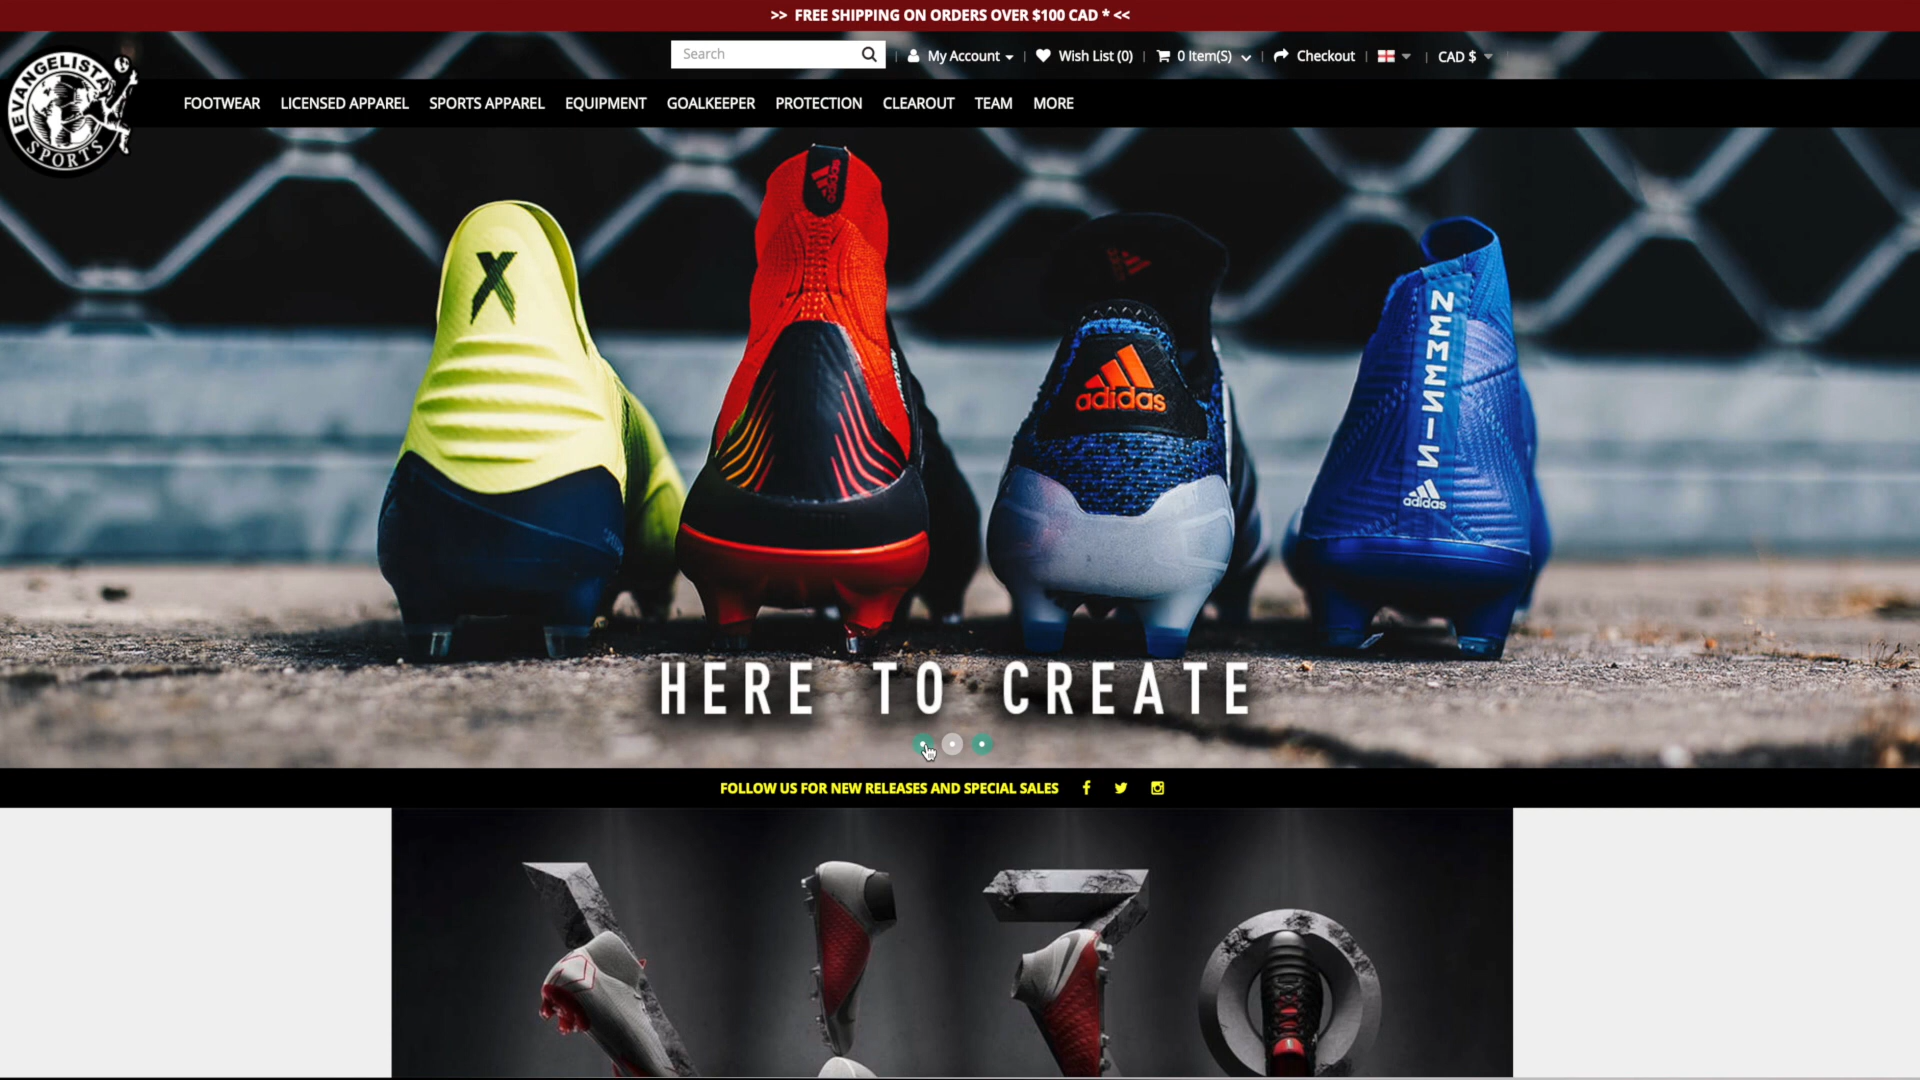 >> FREE SHIPPING ON ORDERS OVER $100 CAD * <<
Search
My Account
Wish List (0)
0 Item(S)
Checkout
CAD $
EVANGELISTA
SPORTS
FOOTWEAR
LICENSED APPAREL
SPORTS APPAREL
EQUIPMENT
GOALKEEPER
PROTECTION
CLEAROUT
TEAM
MORE
X
adidas
adidas
NEMEZIZ
adidas
HERE TO CREATE
FOLLOW US FOR NEW RELEASES AND SPECIAL SALES